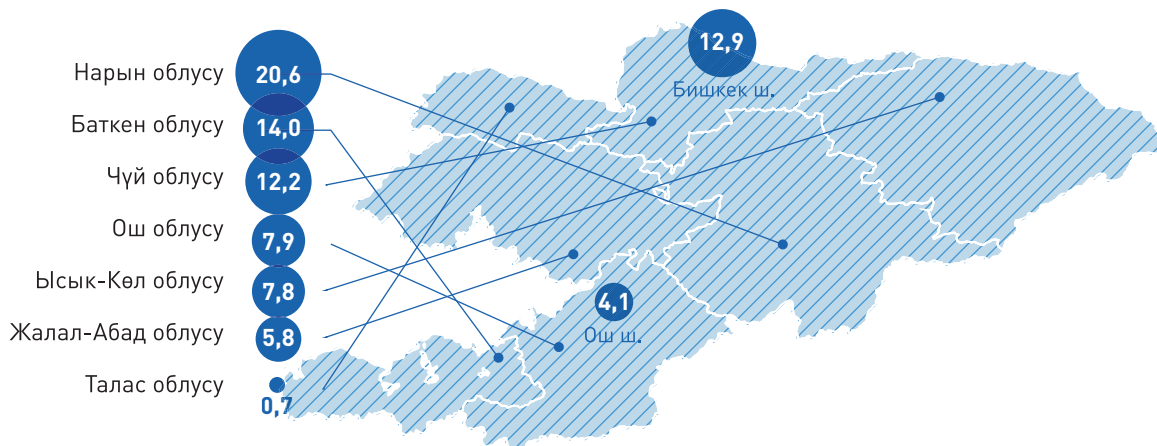 Нарын облусу 20,6
Баткен облусу 14,0
Чүй облусу 12,2
Ош облусу 7,9
Ысык-Көл облусу 7,8
Жалал-Абад облусу 5,8
Талас облусу 0,7
12,9
Бишкек ш.
4,1
Ош ш.